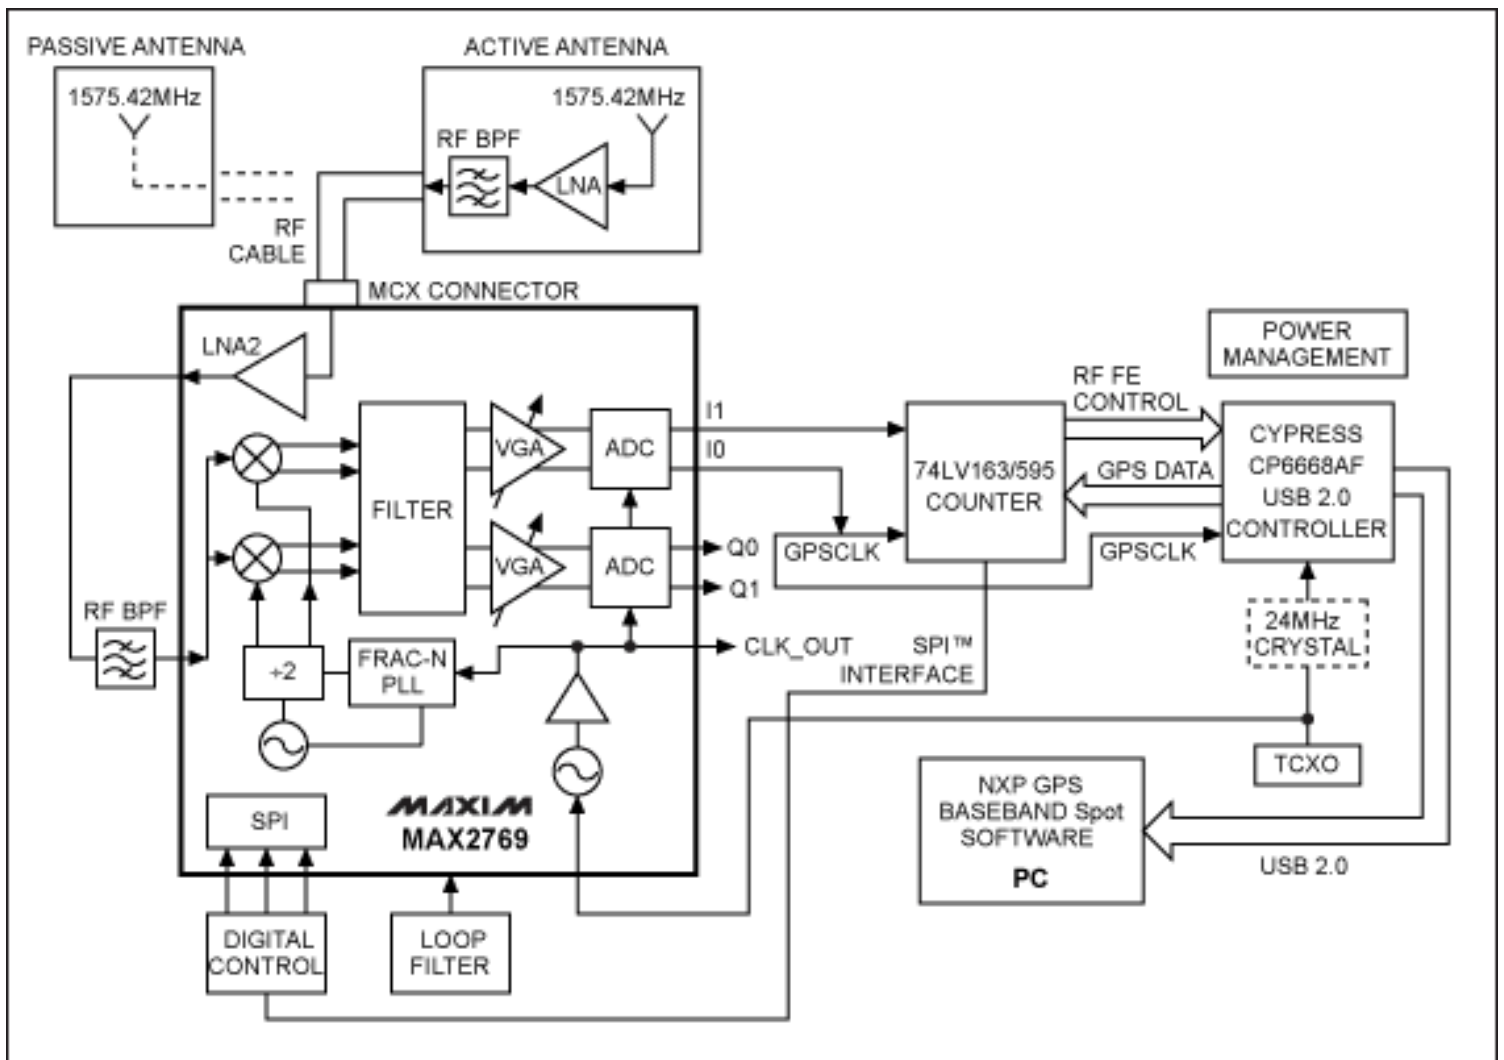 PASSIVE ANTENNA
1575.42MHz
ACTIVE ANTENNA
1575.42MHz
RF BPF
LNA
RF
CABLE
MCX CONNECTOR
LNA2
FILTER
VGA
ADC
I1
I0
VGA
ADC
Q0
Q1
RF BPF
÷2
FRAC-N
PLL
CLK_OUT
SPI™
INTERFACE
SPI
MAXIM
MAX2769
DIGITAL
CONTROL
LOOP
FILTER
74LV163/595
COUNTER
GPSCLK
RF FE
CONTROL
GPS DATA
GPSCLK
POWER
MANAGEMENT
CYPRESS
CP6668AF
USB 2.0
CONTROLLER
24MHz
CRYSTAL
TCXO
NXP GPS
BASEBAND Spot
SOFTWARE
PC
USB 2.0